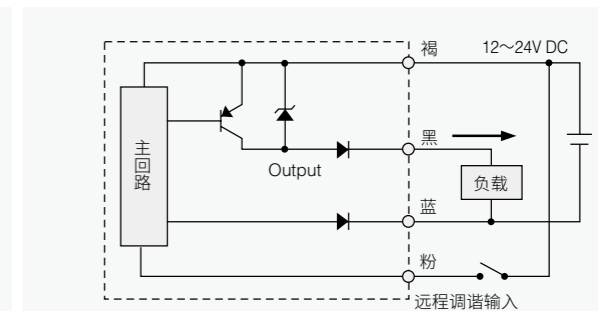 褐
12～24V DC
黑
主回路
Output
负载
蓝
粉
远程调谐输入